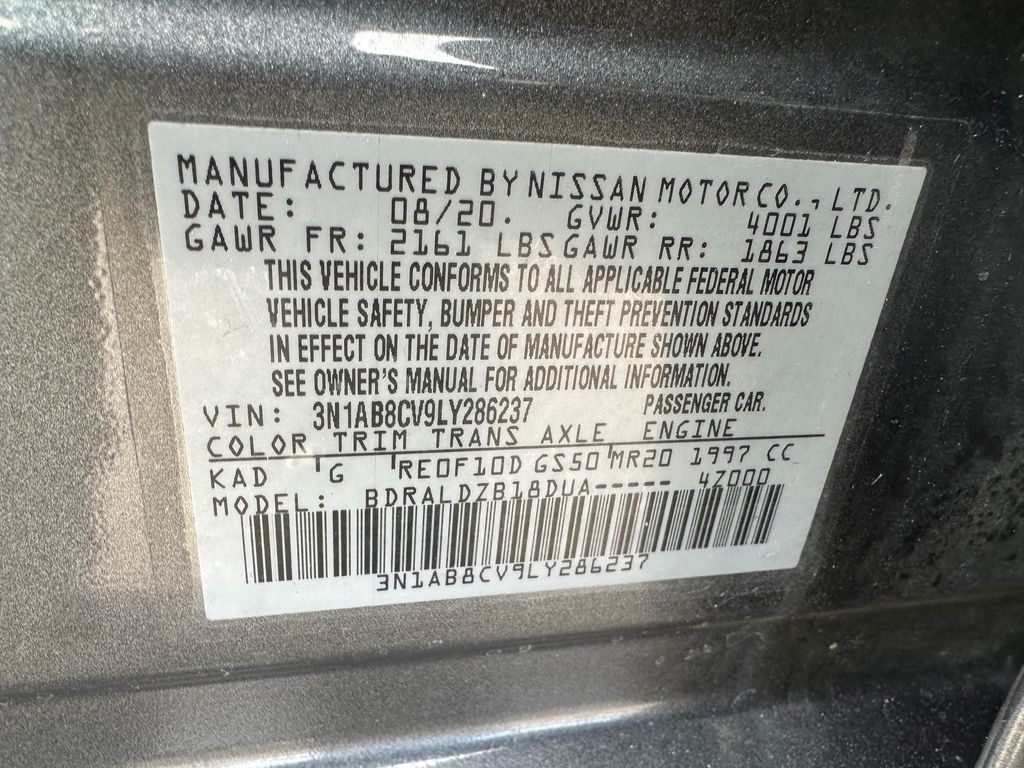 MANUFACTURED BY NISSAN MOTOR CO., LTD.
DATE: 08/20. GVWR: 4001 LBS
GAWR FR: 2161 LBS GAWR RR: 1863 LBS
THIS VEHICLE CONFORMS TO ALL APPLICABLE FEDERAL MOTOR
VEHICLE SAFETY, BUMPER AND THEFT PREVENTION STANDARDS
IN EFFECT ON THE DATE OF MANUFACTURE SHOWN ABOVE.
SEE OWNER'S MANUAL FOR ADDITIONAL INFORMATION.
VIN: 3N1AB8CV9LY286237 PASSENGER CAR.
COLOR TRIM TRANS AXLE ENGINE
KAD G RE0F10D GS50 MR20 1997 CC
MODEL: BDRALDZB18DUA----- 4Z000
3N1AB8CV9LY286237